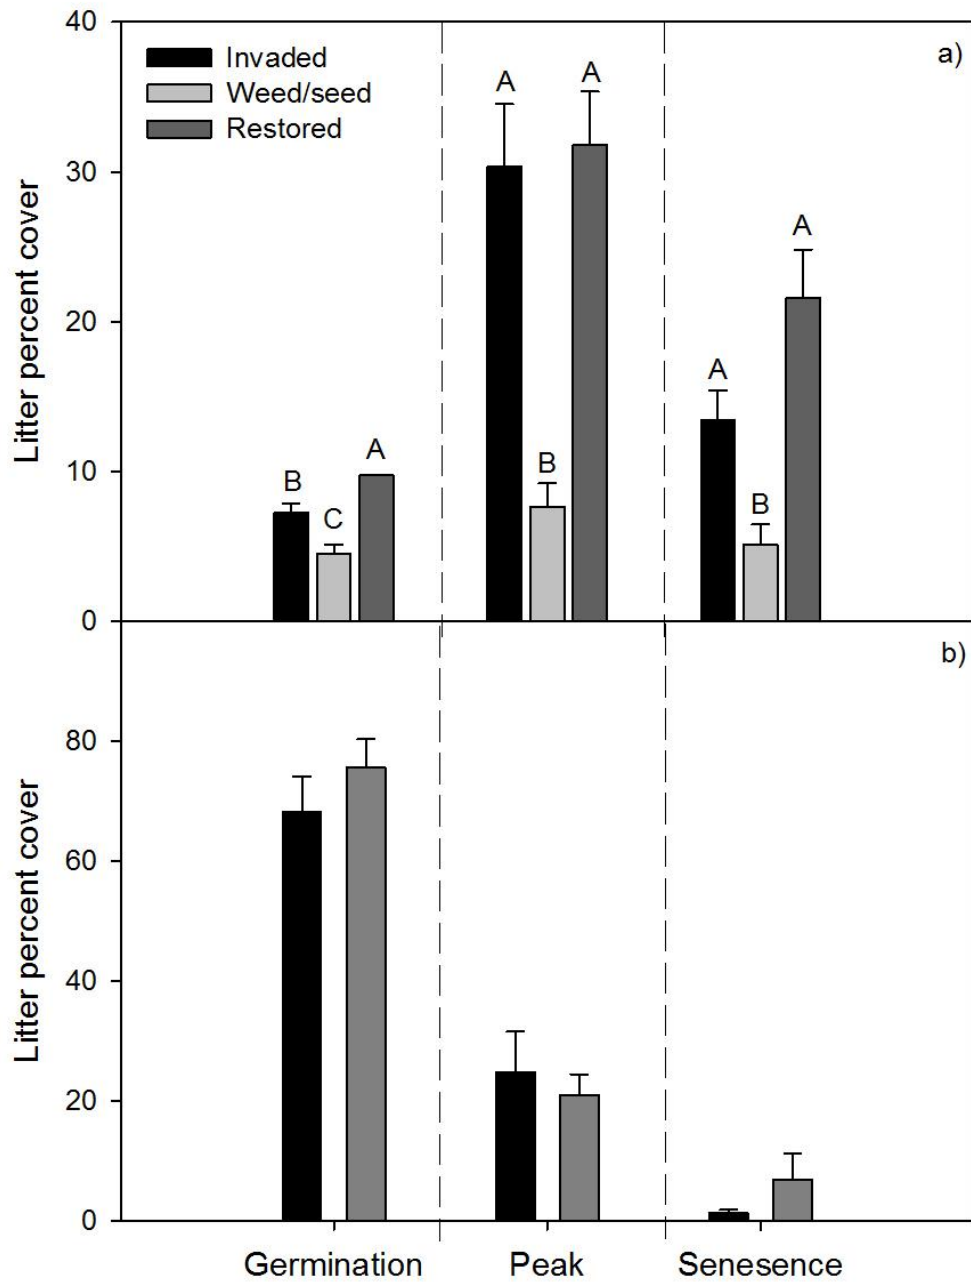 40
Invaded
Weed/seed
Restored
A
A
a)
30
A
20
A
10
B
C
A
B
B
0
Litter percent cover
b)
80
60
40
20
0
Litter percent cover
Germination Peak Senesence